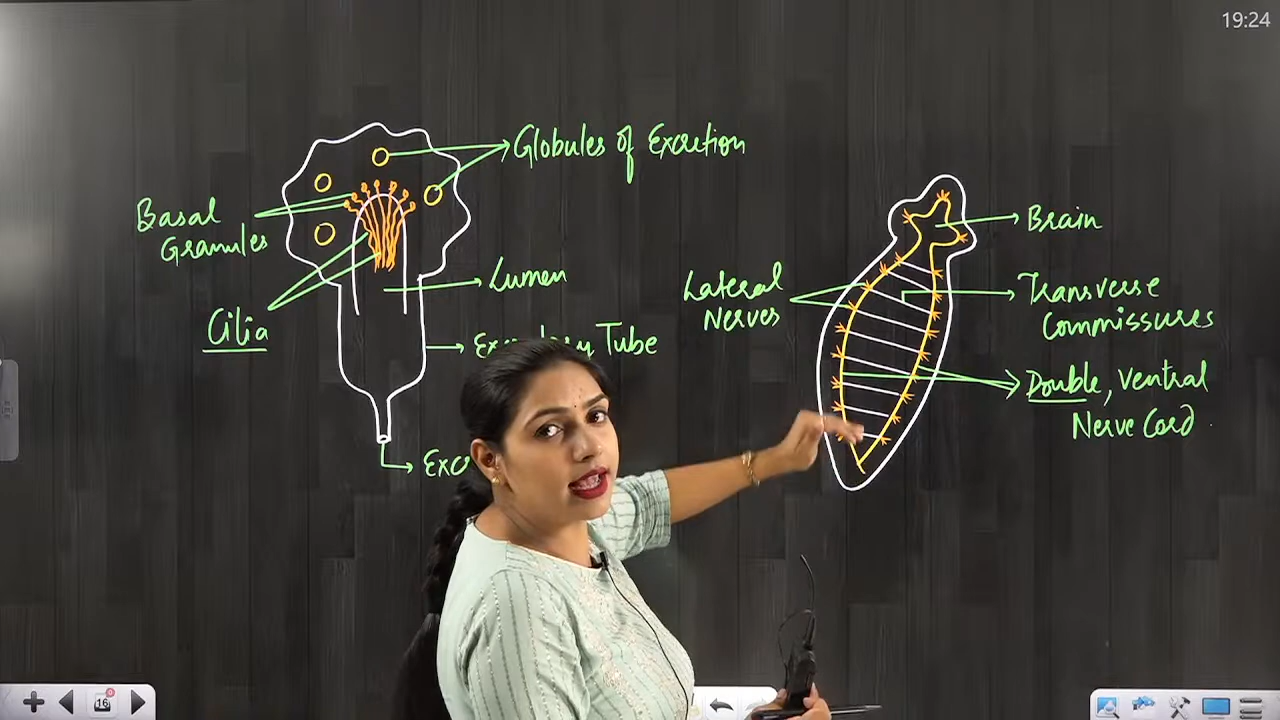 19:24
Globules of Excretion
Basal
Granules
Lumen
Cilia
Tube
Brain
Lateral
Nerves
Transverse
Commissures
Double, Ventral
Nerve Cord
16